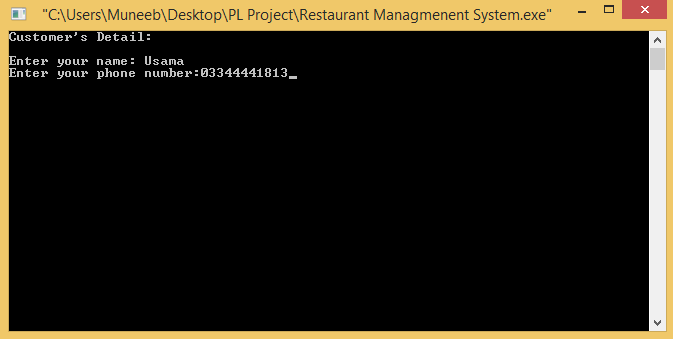 "C:\Users\Muneeb\Desktop\PL Project\Restaurant Managmenent System.exe"
Customer's Detail:
Enter your name: Usama
Enter your phone number:03344441813_